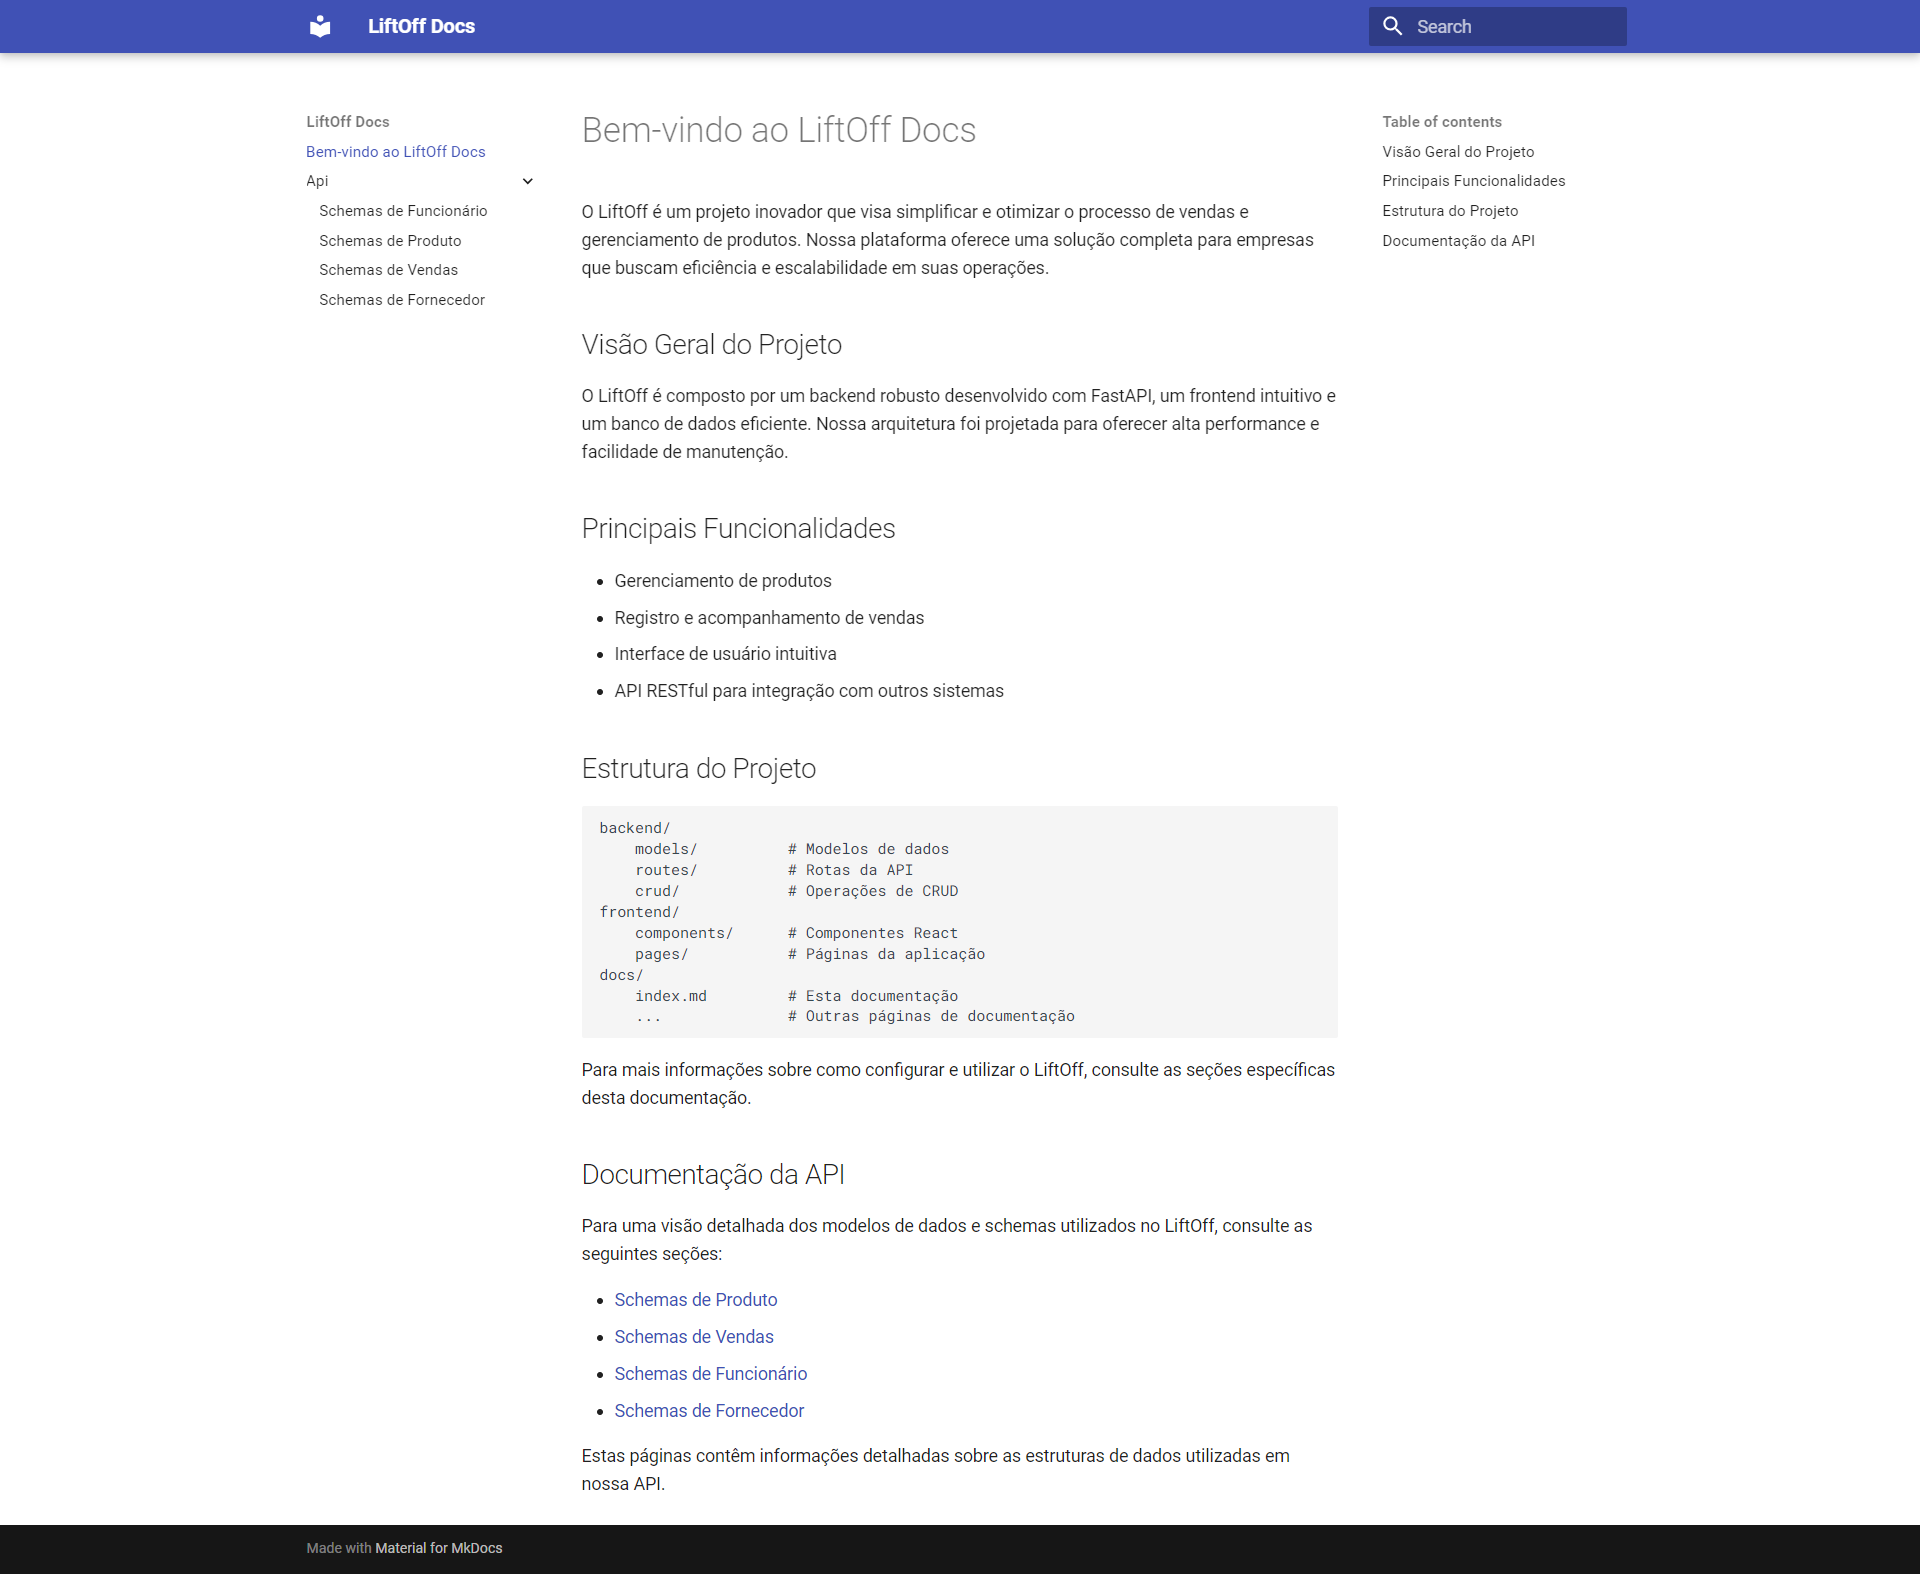 LiftOff Docs
Search
LiftOff Docs
Bem-vindo ao LiftOff Docs
Api
Schemas de Funcionário
Schemas de Produto
Schemas de Vendas
Schemas de Fornecedor
Bem-vindo ao LiftOff Docs
O LiftOff é um projeto inovador que visa simplificar e otimizar o processo de vendas e
gerenciamento de produtos. Nossa plataforma oferece uma solução completa para empresas
que buscam eficiência e escalabilidade em suas operações.
Visão Geral do Projeto
O LiftOff é composto por um backend robusto desenvolvido com FastAPI, um frontend intuitivo e
um banco de dados eficiente. Nossa arquitetura foi projetada para oferecer alta performance e
facilidade de manutenção.
Principais Funcionalidades
• Gerenciamento de produtos
• Registro e acompanhamento de vendas
• Interface de usuário intuitiva
• API RESTful para integração com outros sistemas
Estrutura do Projeto
backend/
    models/          # Modelos de dados
    routes/          # Rotas da API
    crud/            # Operações de CRUD
frontend/
    components/      # Componentes React
    pages/           # Páginas da aplicação
docs/
    index.md         # Esta documentação
    ...              # Outras páginas de documentação
Para mais informações sobre como configurar e utilizar o LiftOff, consulte as seções específicas
desta documentação.
Documentação da API
Para uma visão detalhada dos modelos de dados e schemas utilizados no LiftOff, consulte as
seguintes seções:
• Schemas de Produto
• Schemas de Vendas
• Schemas de Funcionário
• Schemas de Fornecedor
Estas páginas contêm informações detalhadas sobre as estruturas de dados utilizadas em
nossa API.
Table of contents
Visão Geral do Projeto
Principais Funcionalidades
Estrutura do Projeto
Documentação da API
Made with Material for MkDocs